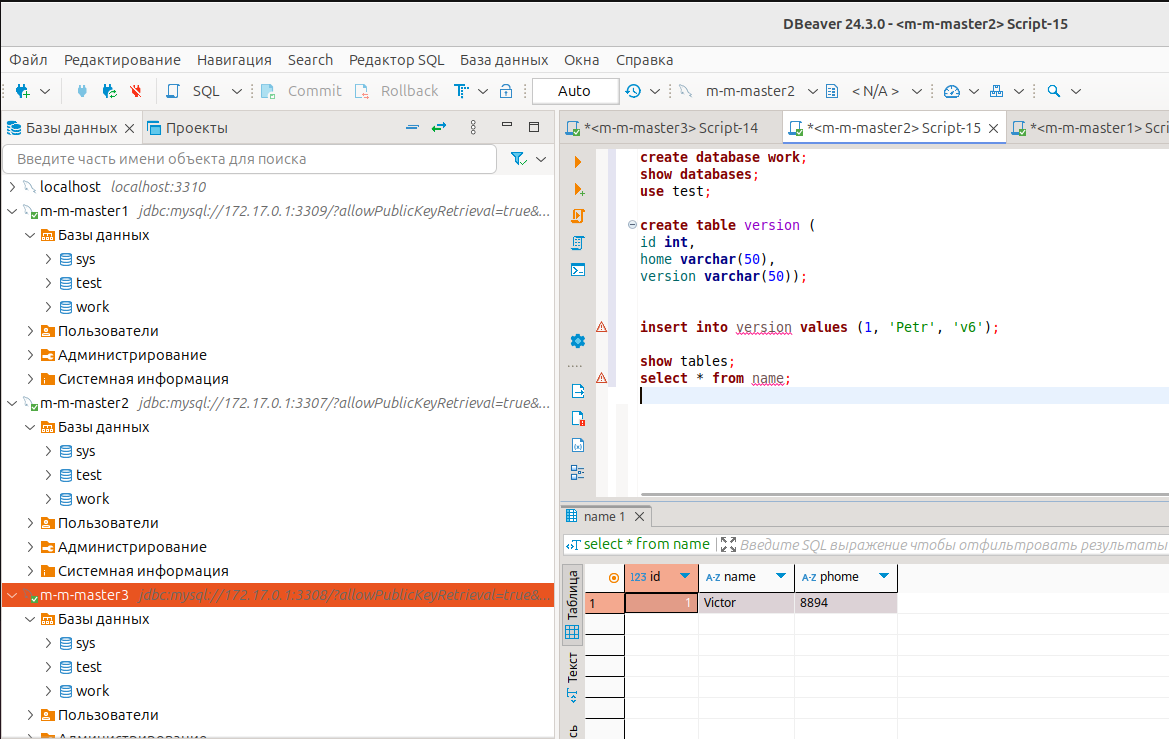 DBeaver 24.3.0 - <m-m-master2> Script-15
Файл Редактирование Навигация Search Редактор SQL База данных Окна Справка
SQL Commit Rollback Auto m-m-master2 < N/A >
Базы данных Проекты
Введите часть имени объекта для поиска
localhost localhost:3310
m-m-master1 jdbc:mysql://172.17.0.1:3309/?allowPublicKeyRetrieval=true&...
Базы данных
sys
test
work
Пользователи
Администрирование
Системная информация
m-m-master2 jdbc:mysql://172.17.0.1:3307/?allowPublicKeyRetrieval=true&...
Базы данных
sys
test
work
Пользователи
Администрирование
Системная информация
m-m-master3 jdbc:mysql://172.17.0.1:3308/?allowPublicKeyRetrieval=true&...
Базы данных
sys
test
work
Пользователи
Администрирование
*<m-m-master3> Script-14 *<m-m-master2> Script-15 *<m-m-master1> Scri
create database work;
show databases;
use test;
create table version (
id int,
home varchar(50),
version varchar(50));
insert into version values (1, 'Petr', 'v6');
show tables;
select * from name;
name 1
select * from name Введите SQL выражение чтобы отфильтровать результаты
Таблица
Текст
123 id A-Z name A-Z phome
1 1 Victor 8894